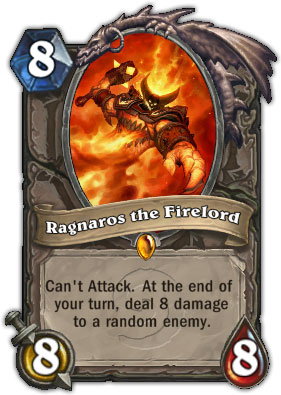 8
Ragnaros the Firelord
Can't Attack. At the end of
your turn, deal 8 damage
to a random enemy.
8
8